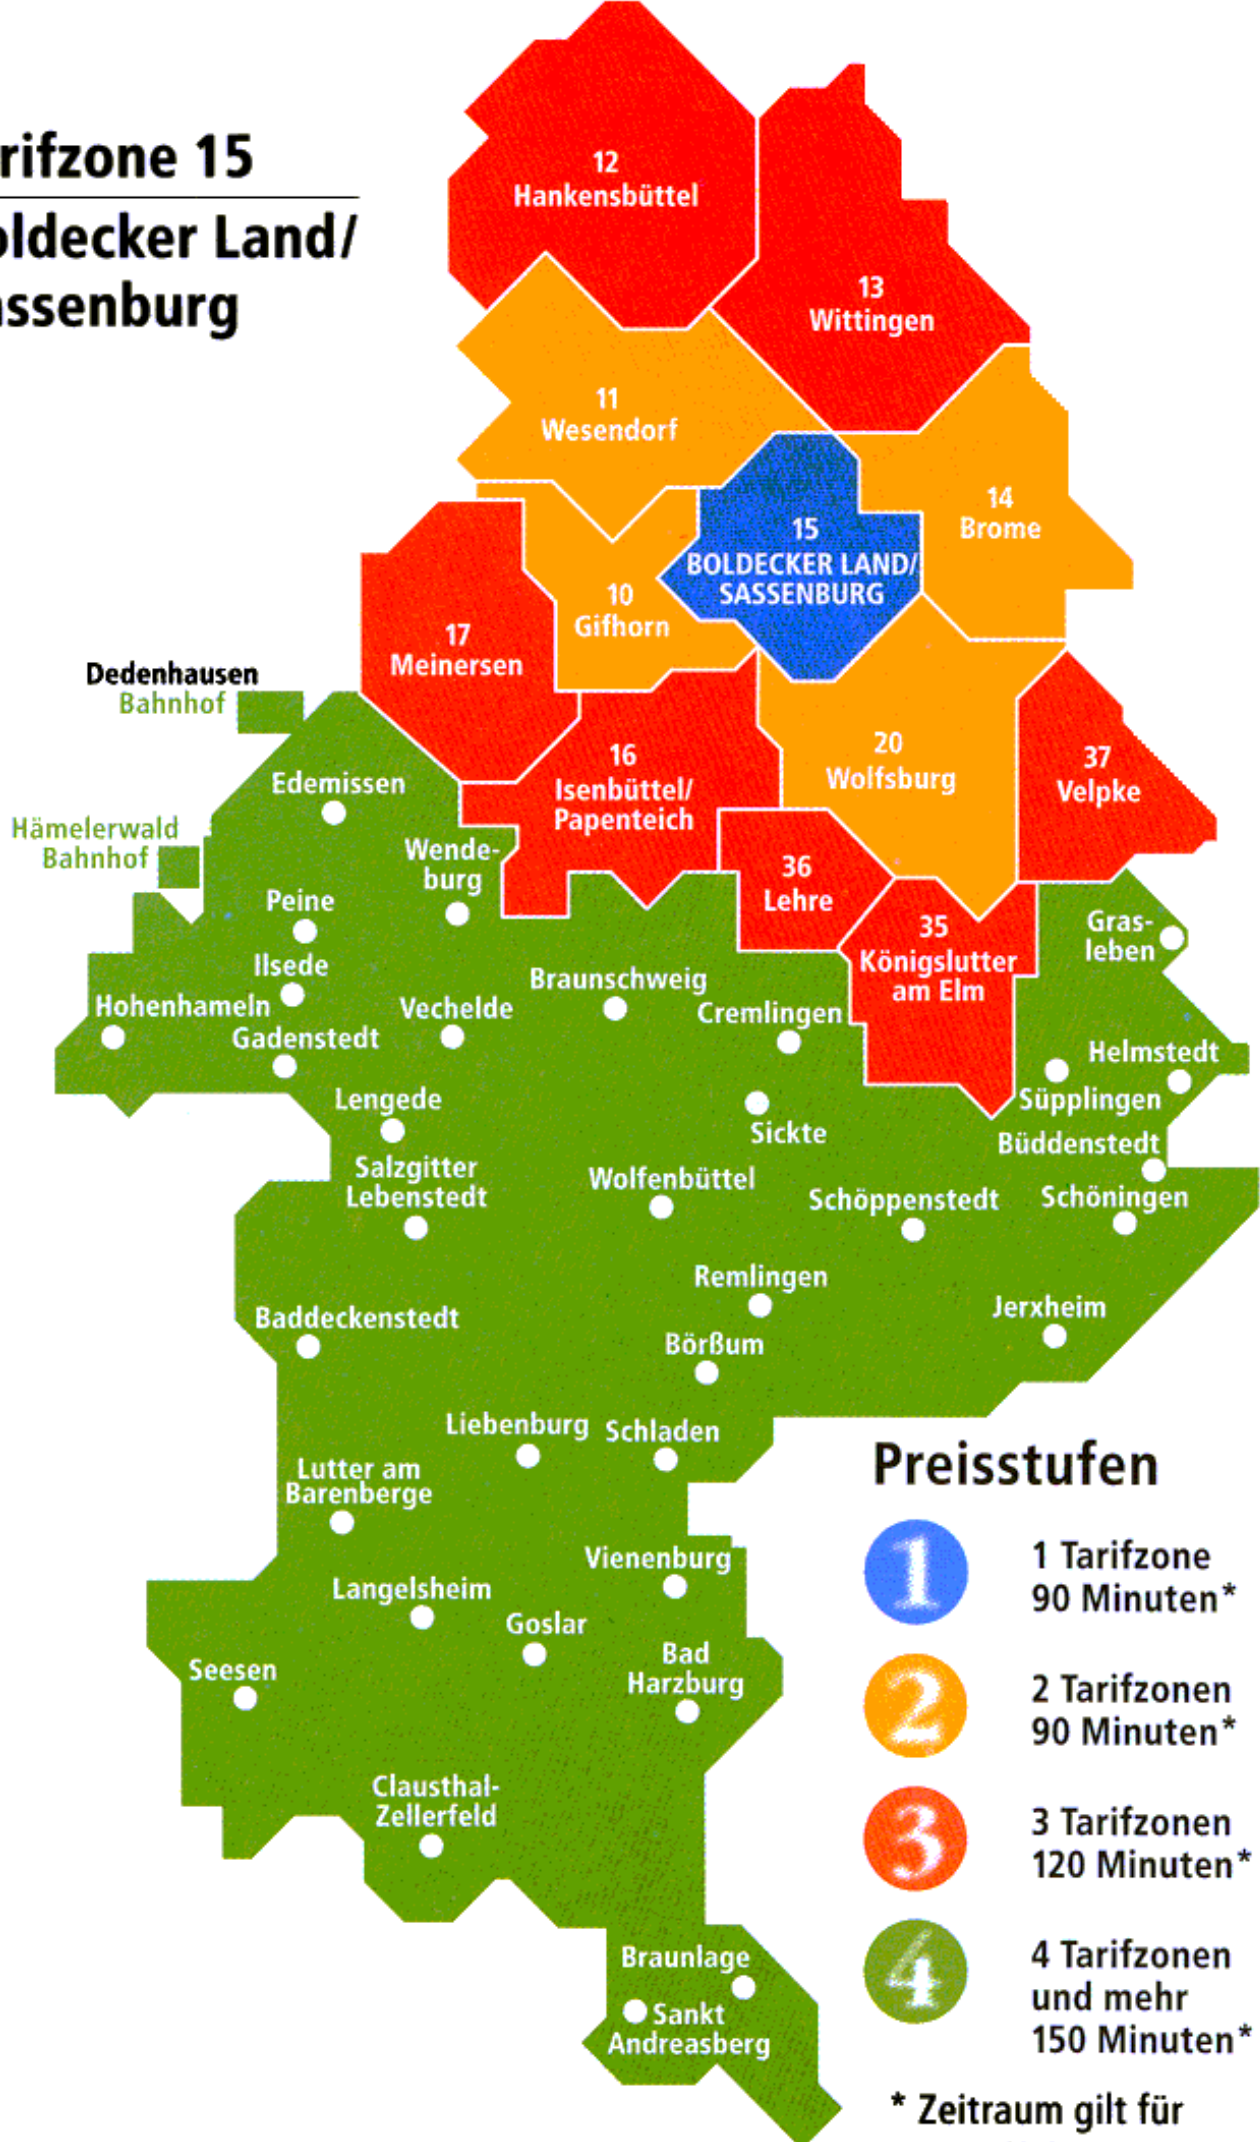 rifzone 15
oldecker Land/
assenburg
12
Hankensbüttel
13
Wittingen
11
Wesendorf
14
Brome
15
BOLDECKER LAND/
SASSENBURG
10
Gifhorn
17
Meinersen
Dedenhausen
Bahnhof
16
Isenbüttel/
Papenteich
20
Wolfsburg
37
Velpke
Edemissen
Hämelerwald
Bahnhof
Wende-
burg
36
Lehre
Peine
35
Königslutter
am Elm
Gras-
leben
Ilsede
Braunschweig
Hohenhameln
Vechelde
Cremlingen
Gadenstedt
Helmstedt
Lengede
Süpplingen
Sickte
Büddenstedt
Salzgitter
Lebenstedt
Wolfenbüttel
Schöppenstedt
Schöningen
Remlingen
Baddeckenstedt
Jerxheim
Börßum
Liebenburg
Schladen
Lutter am
Barenberge
Vienenburg
Langelsheim
Goslar
Bad
Harzburg
Seesen
Clausthal-
Zellerfeld
Braunlage
Sankt
Andreasberg
Preisstufen
1
1 Tarifzone
90 Minuten*
2
2 Tarifzonen
90 Minuten*
3
3 Tarifzonen
120 Minuten*
4
4 Tarifzonen
und mehr
150 Minuten*
* Zeitraum gilt für